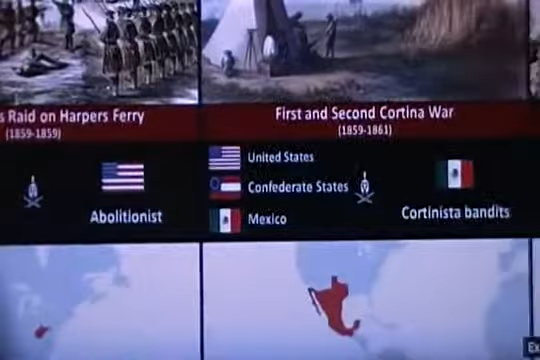 s Raid on Harpers Ferry
(1859-1859)
Abolitionist
First and Second Cortina War
(1859-1861)
United States
Confederate States
Mexico
Cortinista bandits
Ex